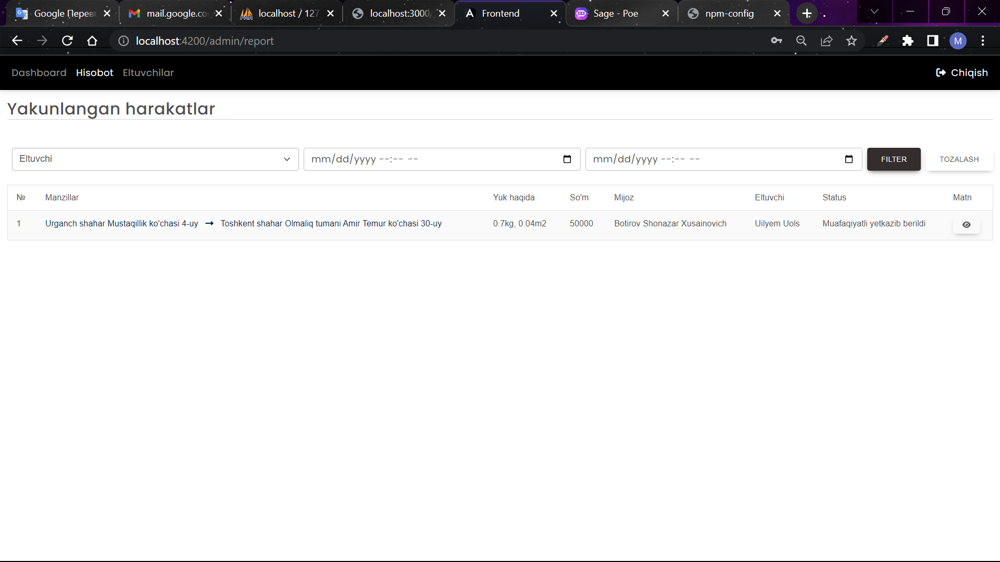 Google Перев
mail.google.co
localhost / 127
localhost:3000/
Frontend
Sage - Poe
npm-config
localhost:4200/admin/report
M
Dashboard Hisobot Eltuvchilar
Chiqish
Yakunlangan harakatlar
Eltuvchi
mm/dd/yyyy --:-- --
mm/dd/yyyy --:-- --
FILTER
TOZALASH
№ Manzillar Yuk haqida So'm Mijoz Eltuvchi Status Matn
1 Urganch shahar Mustaqillik ko'chasi 4-uy → Toshkent shahar Olmaliq tumani Amir Temur ko'chasi 30-uy 0.7kg, 0.04m2 50000 Botirov Shonazar Xusainovich Uilyem Uols Muafaqiyatli yetkazib berildi